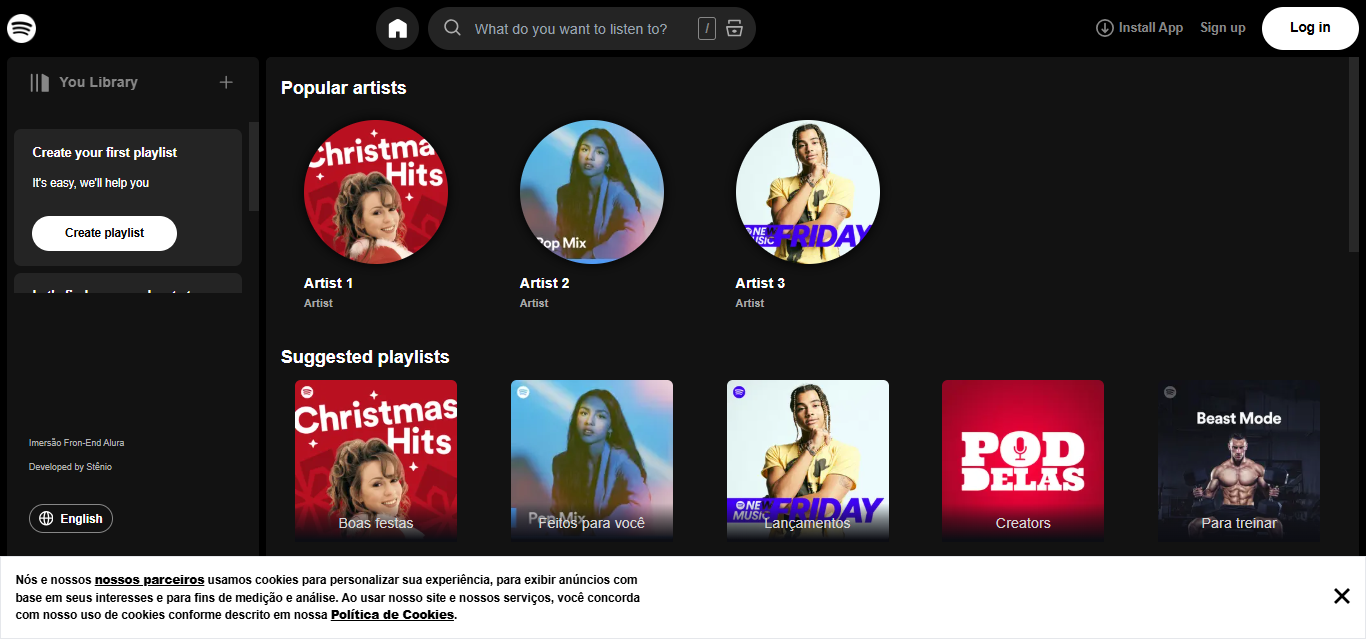 What do you want to listen to?
/
Install App
Sign up
Log in
You Library
Create your first playlist
It's easy, we'll help you
Create playlist
Imersão Fron-End Alura
Developed by Stênio
English
Popular artists
Christma
Hits
Pop Mix
NE
MUSIC
FRIDAY
Artist 1
Artist
Artist 2
Artist
Artist 3
Artist
Suggested playlists
Christmas
Hits
Boas festas
Pop Mix
Feitos para você
NE
MUSIC
FRIDAY
Lançamentos
POD
DELAS
Creators
Beast Mode
Para treinar
Nós e nossos nossos parceiros usamos cookies para personalizar sua experiência, para exibir anúncios com
base em seus interesses e para fins de medição e análise. Ao usar nosso site e nossos serviços, você concorda
com nosso uso de cookies conforme descrito em nossa Política de Cookies.